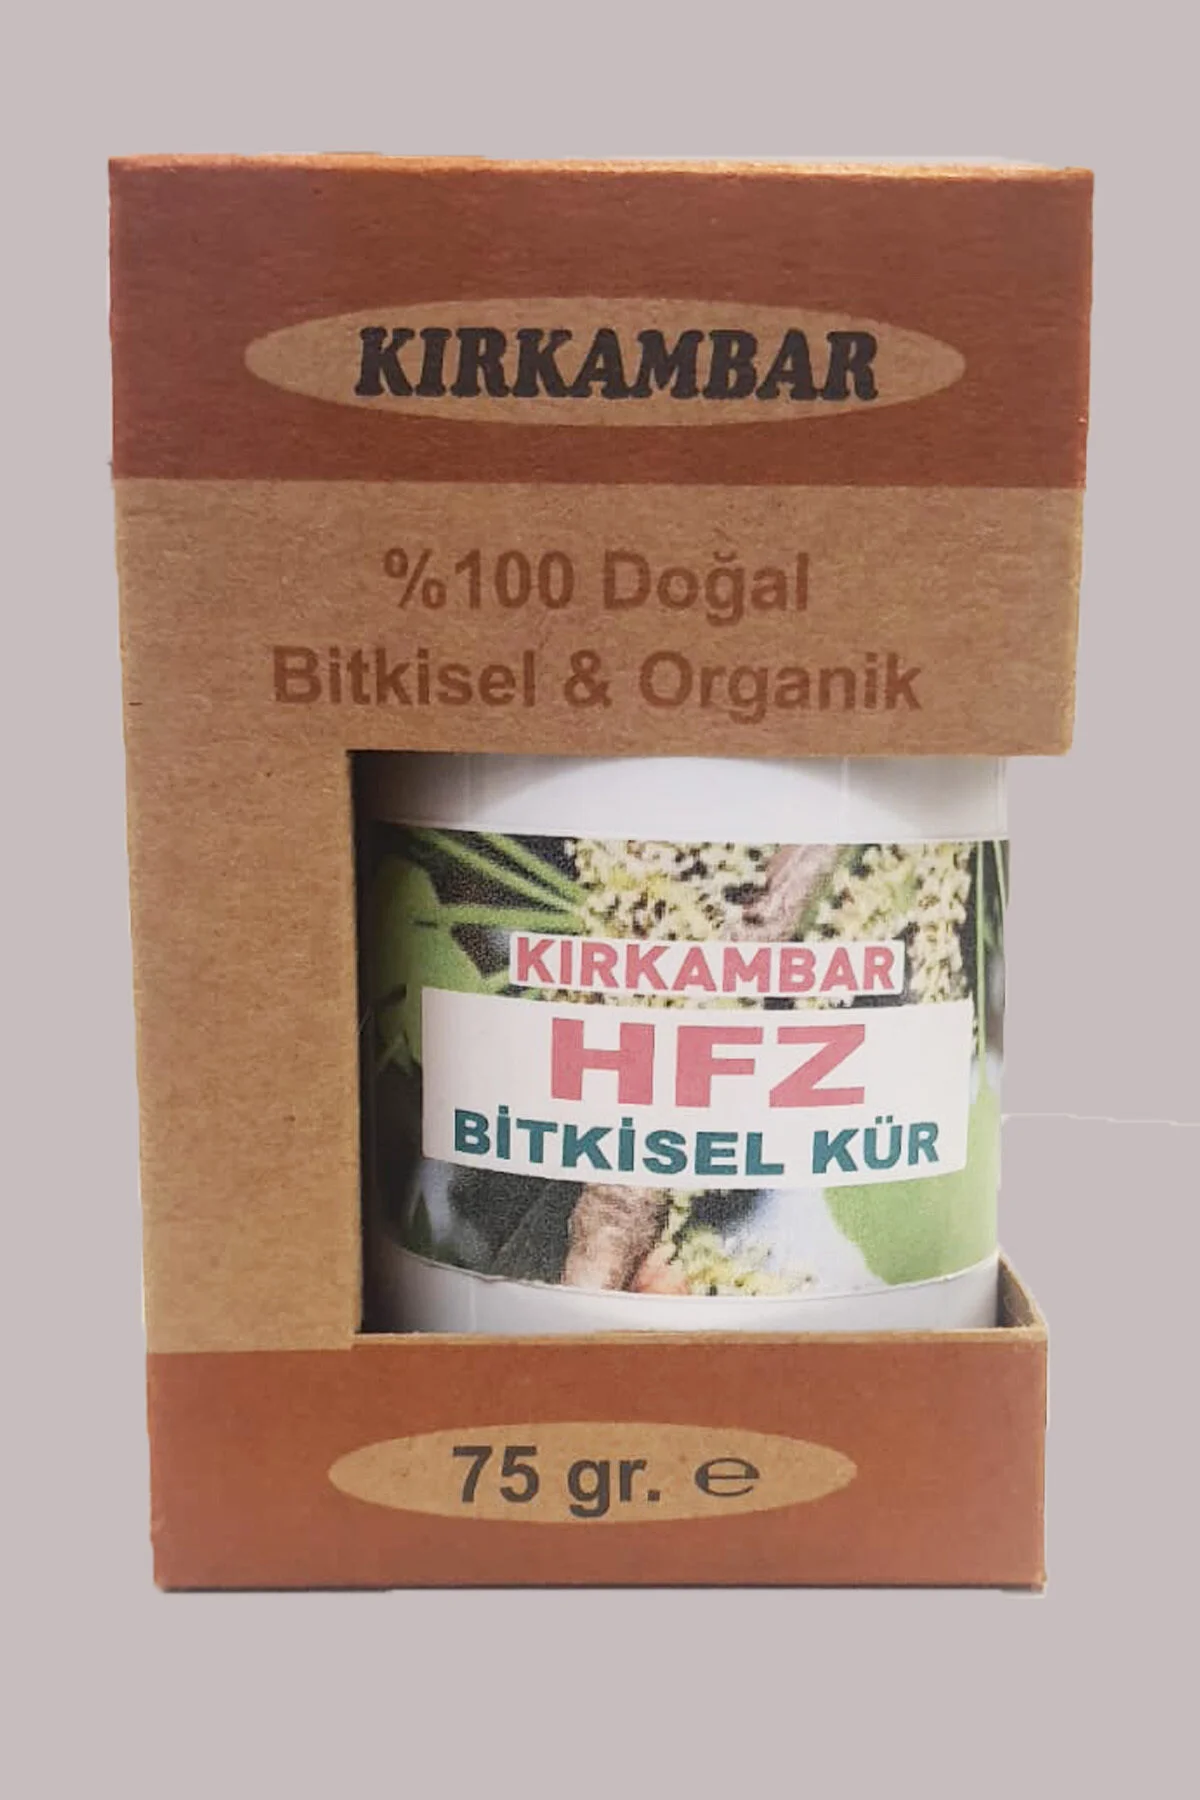 KIRKAMBAR
%100 Doğal
Bitkisel & Organik
KIRKAMBAR
HFZ
BİTKİSEL KÜR
75 gr. ℮